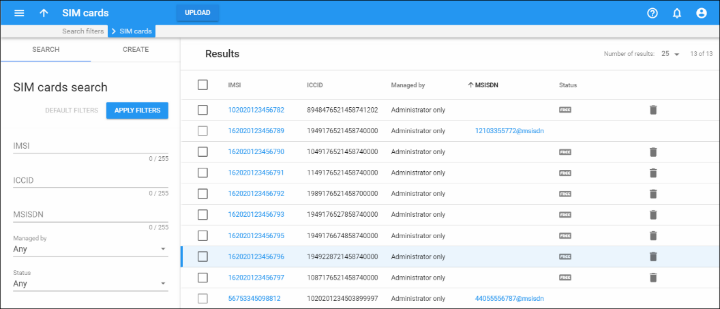 SIM cards UPLOAD
Search filters SIM cards
SEARCH CREATE
SIM cards search
DEFAULT FILTERS APPLY FILTERS
IMSI
0 / 255
ICCID
0 / 255
MSISDN
0 / 255
Managed by
Any
Status
Any
Results Number of results: 25 13 of 13
IMSI ICCID Managed by MSISDN Status
102020123456782 8948476521458741202 Administrator only FREE
162020123456789 1949176521458740000 Administrator only 12103355772@msisdn
162020123456790 1049176521458740000 Administrator only FREE
162020123456791 1149176521458740000 Administrator only FREE
162020123456792 1989176521458700000 Administrator only FREE
162020123456793 1949176527858740000 Administrator only FREE
162020123456795 1949176674858740000 Administrator only FREE
162020123456796 1949228721458740000 Administrator only FREE
162020123456797 1087176521458740000 Administrator only FREE
56753345098812 1020201234503899997 Administrator only 44055556787@msisdn